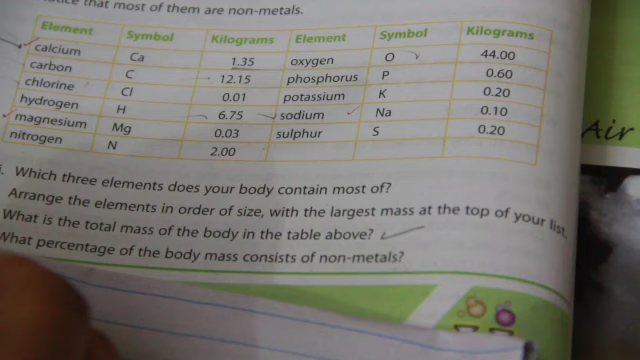 that most of them are non-metals.
Element Symbol Kilograms Element Symbol Kilograms
calcium Ca 1.35 oxygen O 44.00
carbon C 12.15 phosphorus P 0.60
chlorine Cl 0.01 potassium K 0.20
hydrogen H 6.75 sodium Na 0.10
magnesium Mg 0.03 sulphur S 0.20
nitrogen N 2.00
Which three elements does your body contain most of?
Arrange the elements in order of size, with the largest mass at the top of your list.
What is the total mass of the body in the table above?
What percentage of the body mass consists of non-metals?
Air